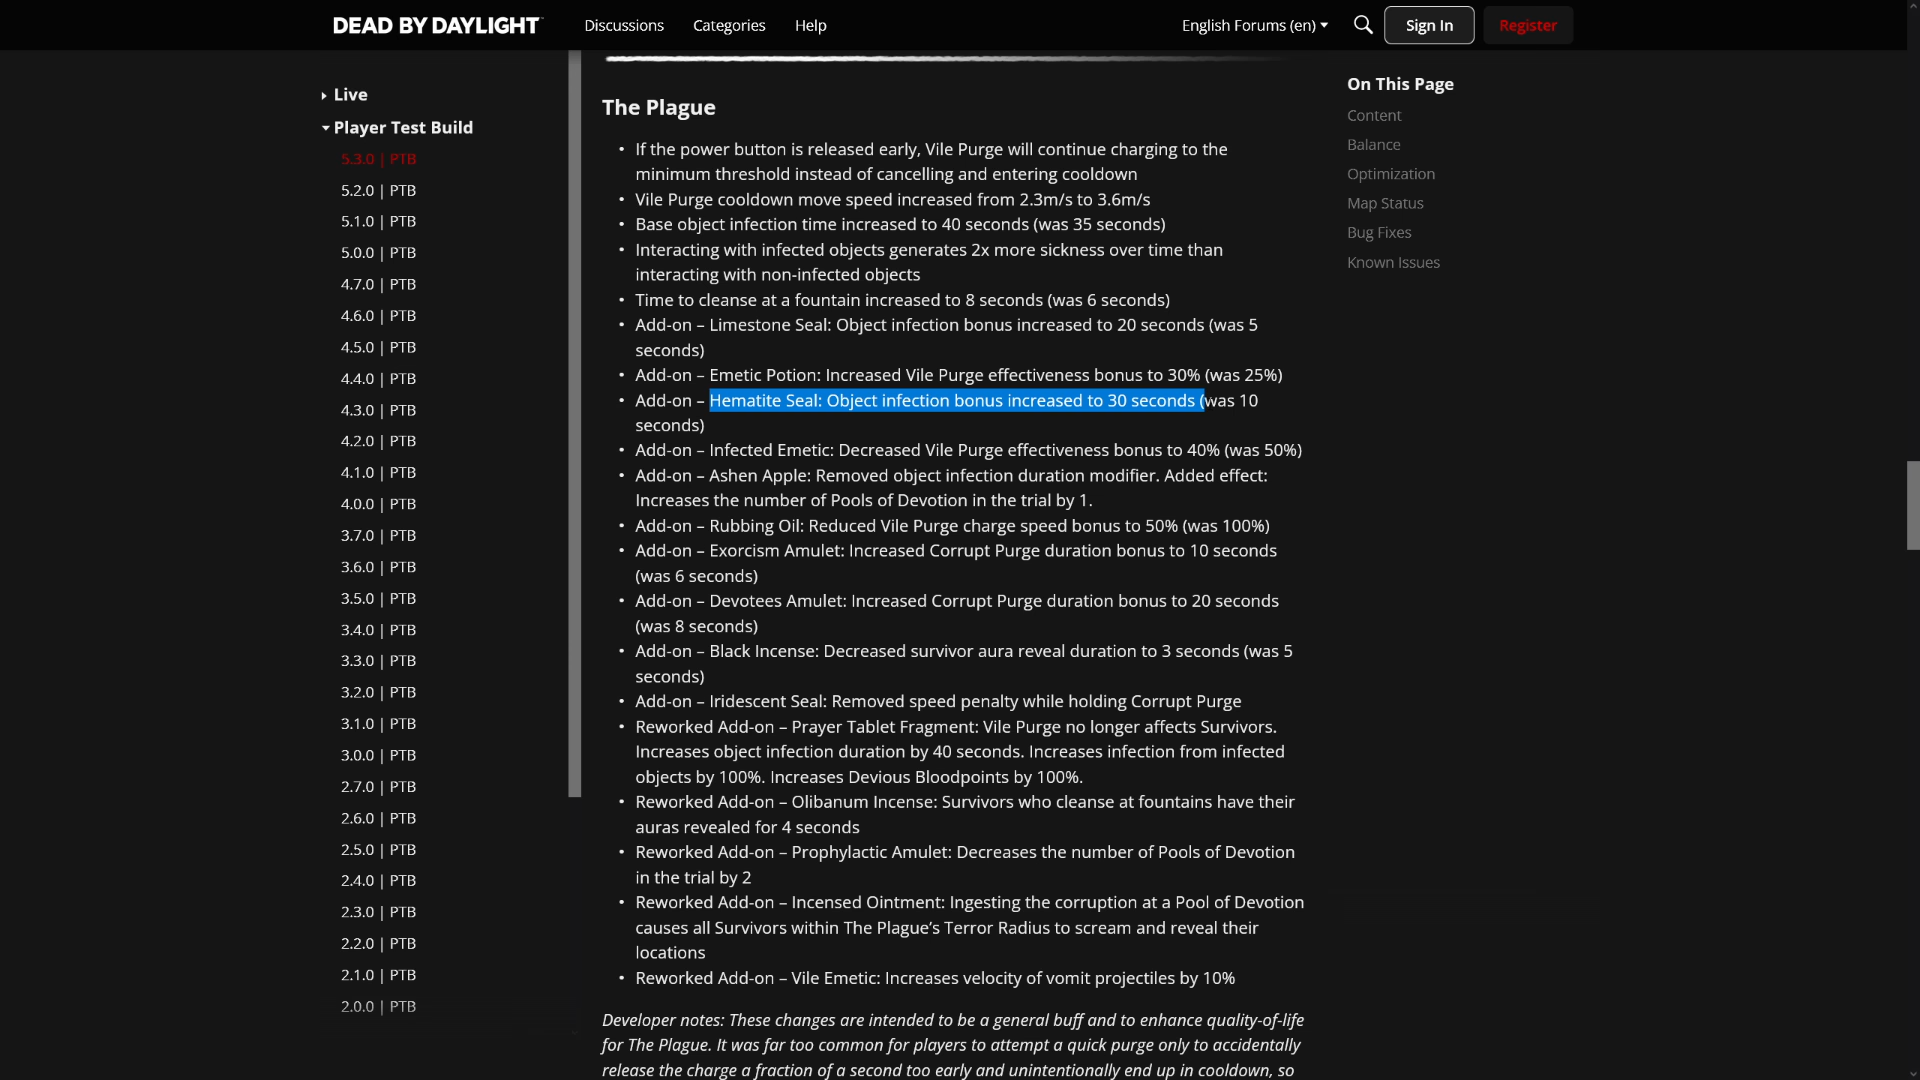 DEAD BY DAYLIGHT Discussions Categories Help English Forums (en) Sign In Register
Live
Player Test Build
5.3.0 | PTB
5.2.0 | PTB
5.1.0 | PTB
5.0.0 | PTB
4.7.0 | PTB
4.6.0 | PTB
4.5.0 | PTB
4.4.0 | PTB
4.3.0 | PTB
4.2.0 | PTB
4.1.0 | PTB
4.0.0 | PTB
3.7.0 | PTB
3.6.0 | PTB
3.5.0 | PTB
3.4.0 | PTB
3.3.0 | PTB
3.2.0 | PTB
3.1.0 | PTB
3.0.0 | PTB
2.7.0 | PTB
2.6.0 | PTB
2.5.0 | PTB
2.4.0 | PTB
2.3.0 | PTB
2.2.0 | PTB
2.1.0 | PTB
2.0.0 | PTB
The Plague
• If the power button is released early, Vile Purge will continue charging to the
minimum threshold instead of cancelling and entering cooldown
• Vile Purge cooldown move speed increased from 2.3m/s to 3.6m/s
• Base object infection time increased to 40 seconds (was 35 seconds)
• Interacting with infected objects generates 2x more sickness over time than
interacting with non-infected objects
• Time to cleanse at a fountain increased to 8 seconds (was 6 seconds)
• Add-on – Limestone Seal: Object infection bonus increased to 20 seconds (was 5
seconds)
• Add-on – Emetic Potion: Increased Vile Purge effectiveness bonus to 30% (was 25%)
• Add-on – Hematite Seal: Object infection bonus increased to 30 seconds (was 10
seconds)
• Add-on – Infected Emetic: Decreased Vile Purge effectiveness bonus to 40% (was 50%)
• Add-on – Ashen Apple: Removed object infection duration modifier. Added effect:
Increases the number of Pools of Devotion in the trial by 1.
• Add-on – Rubbing Oil: Reduced Vile Purge charge speed bonus to 50% (was 100%)
• Add-on – Exorcism Amulet: Increased Corrupt Purge duration bonus to 10 seconds
(was 6 seconds)
• Add-on – Devotees Amulet: Increased Corrupt Purge duration bonus to 20 seconds
(was 8 seconds)
• Add-on – Black Incense: Decreased survivor aura reveal duration to 3 seconds (was 5
seconds)
• Add-on – Iridescent Seal: Removed speed penalty while holding Corrupt Purge
• Reworked Add-on – Prayer Tablet Fragment: Vile Purge no longer affects Survivors.
Increases object infection duration by 40 seconds. Increases infection from infected
objects by 100%. Increases Devious Bloodpoints by 100%.
• Reworked Add-on – Olibanum Incense: Survivors who cleanse at fountains have their
auras revealed for 4 seconds
• Reworked Add-on – Prophylactic Amulet: Decreases the number of Pools of Devotion
in the trial by 2
• Reworked Add-on – Incensed Ointment: Ingesting the corruption at a Pool of Devotion
causes all Survivors within The Plague’s Terror Radius to scream and reveal their
locations
• Reworked Add-on – Vile Emetic: Increases velocity of vomit projectiles by 10%
Developer notes: These changes are intended to be a general buff and to enhance quality-of-life
for The Plague. It was far too common for players to attempt a quick purge only to accidentally
release the charge a fraction of a second too early and unintentionally end up in cooldown, so
On This Page
Content
Balance
Optimization
Map Status
Bug Fixes
Known Issues